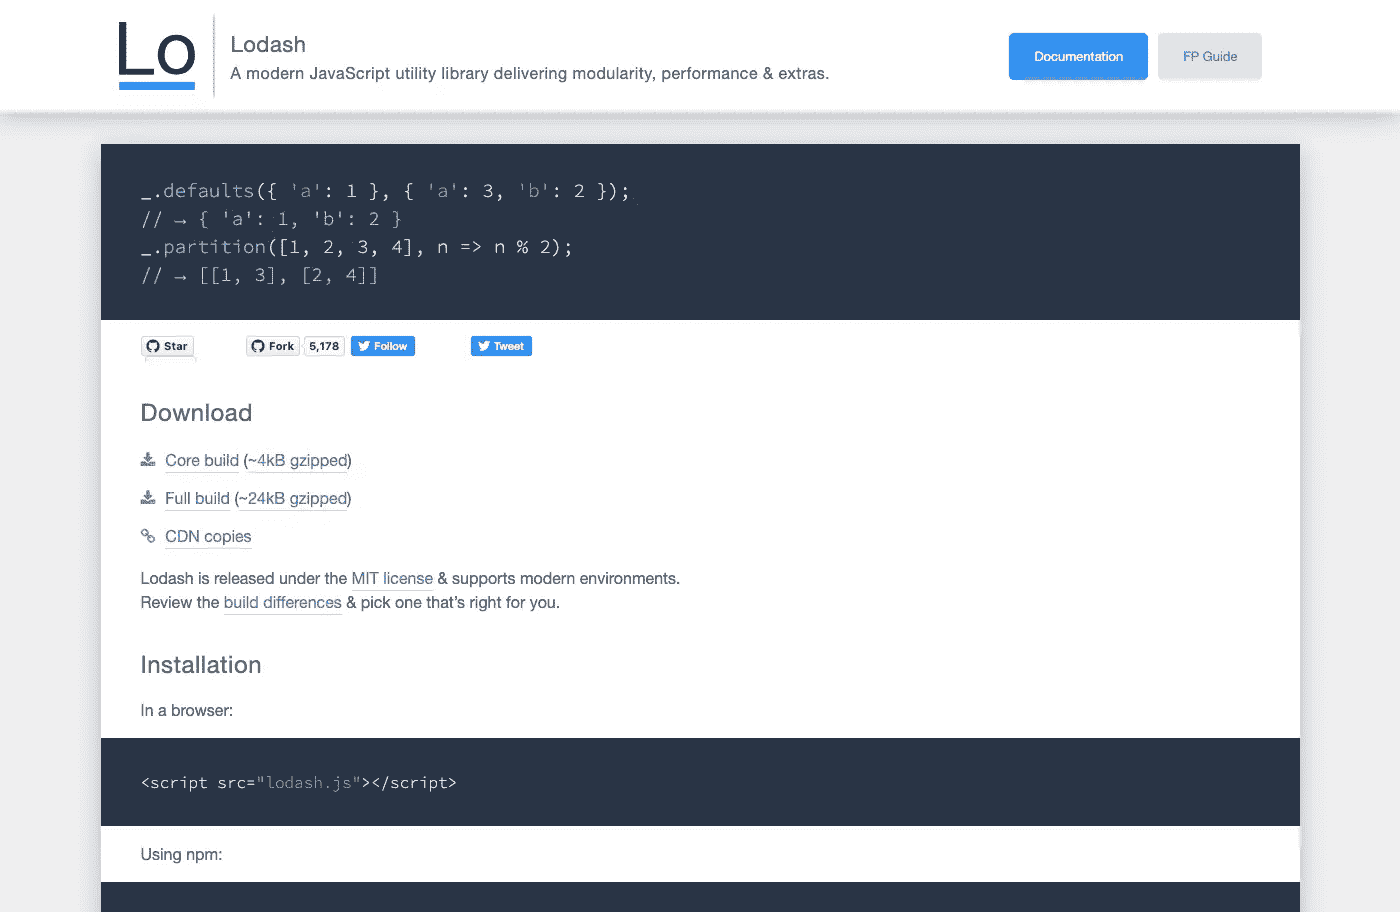 Lo
Lodash
A modern JavaScript utility library delivering modularity, performance & extras.
Documentation
FP Guide
_.defaults({ 'a': 1 }, { 'a': 3, 'b': 2 });
// → { 'a': 1, 'b': 2 }
_.partition([1, 2, 3, 4], n => n % 2);
// → [[1, 3], [2, 4]]
Star
Fork
5,178
Follow
Tweet
Download
Core build (~4kB gzipped)
Full build (~24kB gzipped)
CDN copies
Lodash is released under the MIT license & supports modern environments.
Review the build differences & pick one that’s right for you.
Installation
In a browser:
<script src="lodash.js"></script>
Using npm: